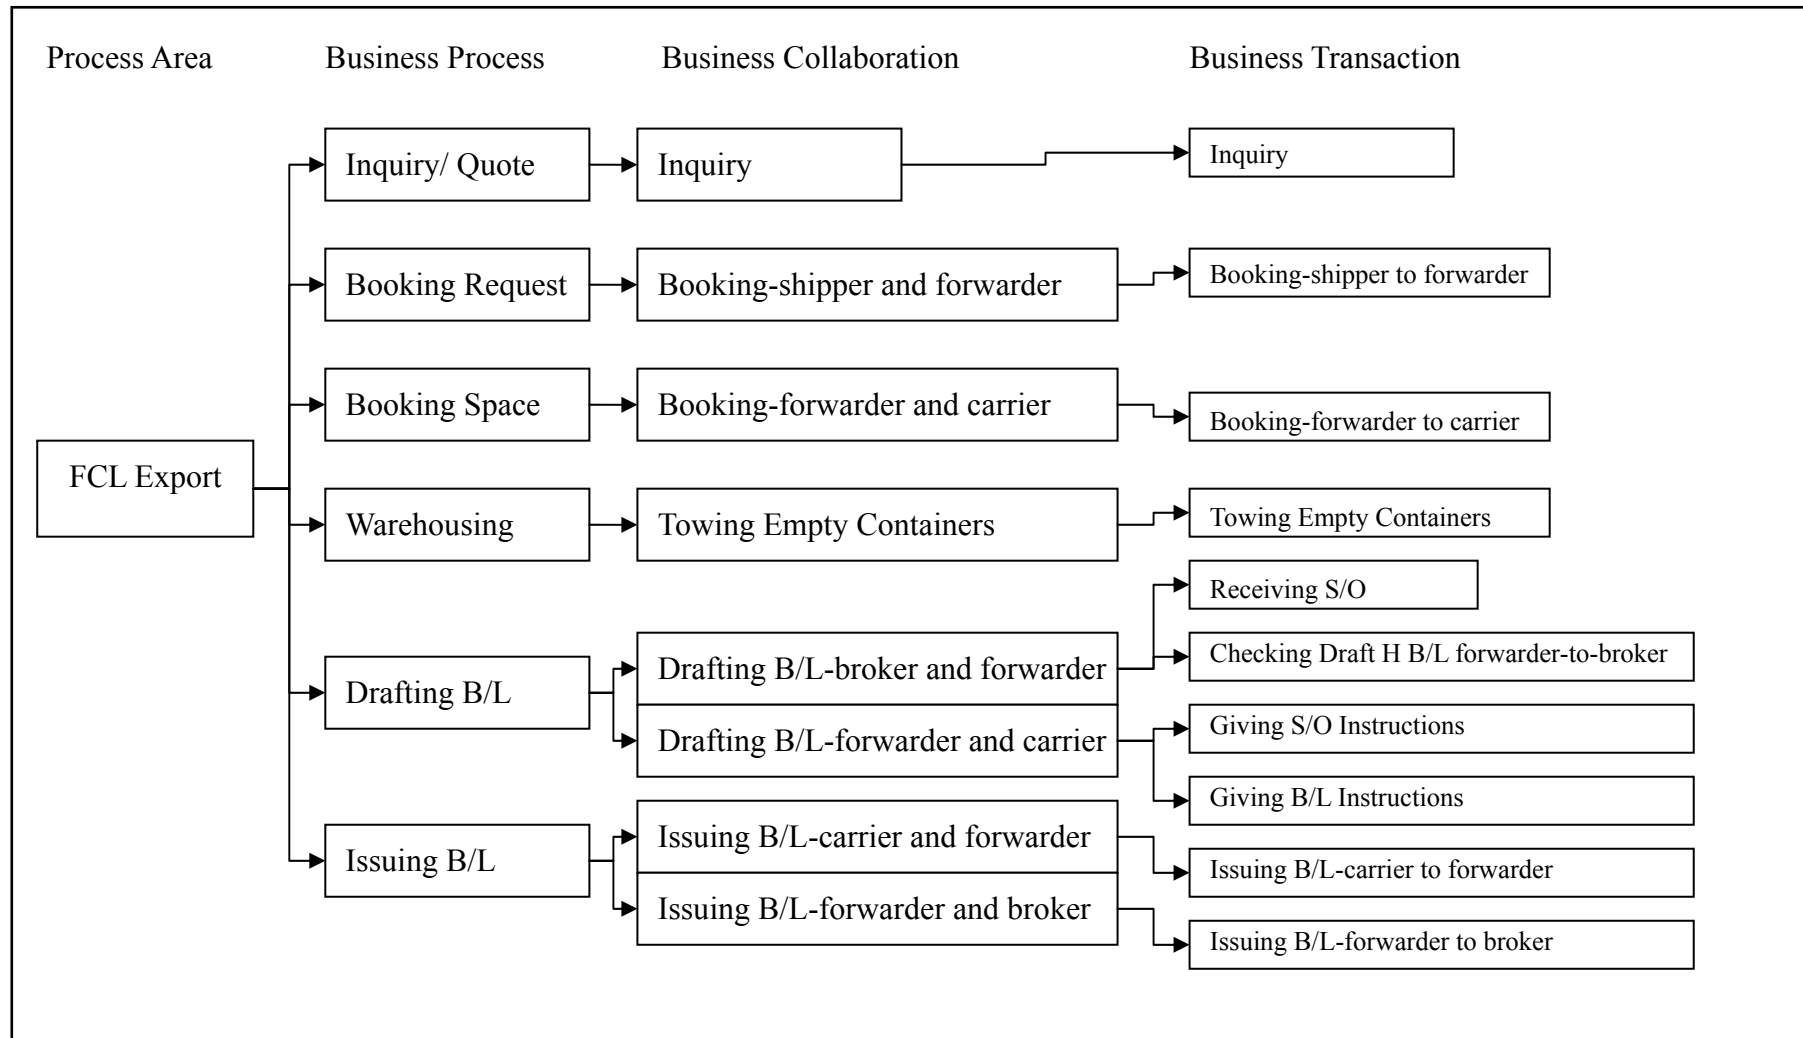 Process Area
Business Process
Business Collaboration
Business Transaction
Inquiry/ Quote
Inquiry
Inquiry
Booking Request
Booking-shipper and forwarder
Booking-shipper to forwarder
Booking Space
Booking-forwarder and carrier
Booking-forwarder to carrier
FCL Export
Warehousing
Towing Empty Containers
Towing Empty Containers
Receiving S/O
Drafting B/L
Drafting B/L-broker and forwarder
Checking Draft H B/L forwarder-to-broker
Drafting B/L-forwarder and carrier
Giving S/O Instructions
Giving B/L Instructions
Issuing B/L
Issuing B/L-carrier and forwarder
Issuing B/L-carrier to forwarder
Issuing B/L-forwarder and broker
Issuing B/L-forwarder to broker